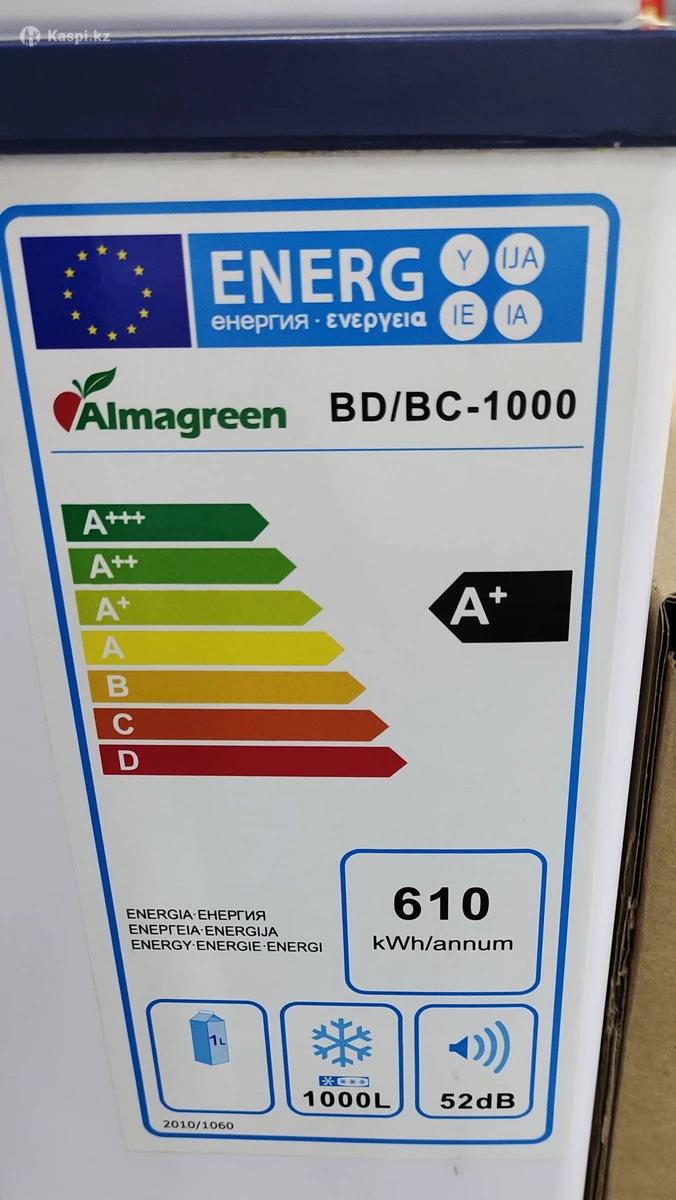 Kaspi.kz
ENERG Y IJA
енергия · ενεργεια IE IA
Almagreen BD/BC-1000
A+++
A++
A+
A+
A
B
C
D
610
kWh/annum
ENERGIA·ЕНЕРГИЯ
ΕΝΕΡΓΕΙΑ·ENERGIJA
ENERGY·ENERGIE·ENERGI
1L
1000L
52dB
2010/1060